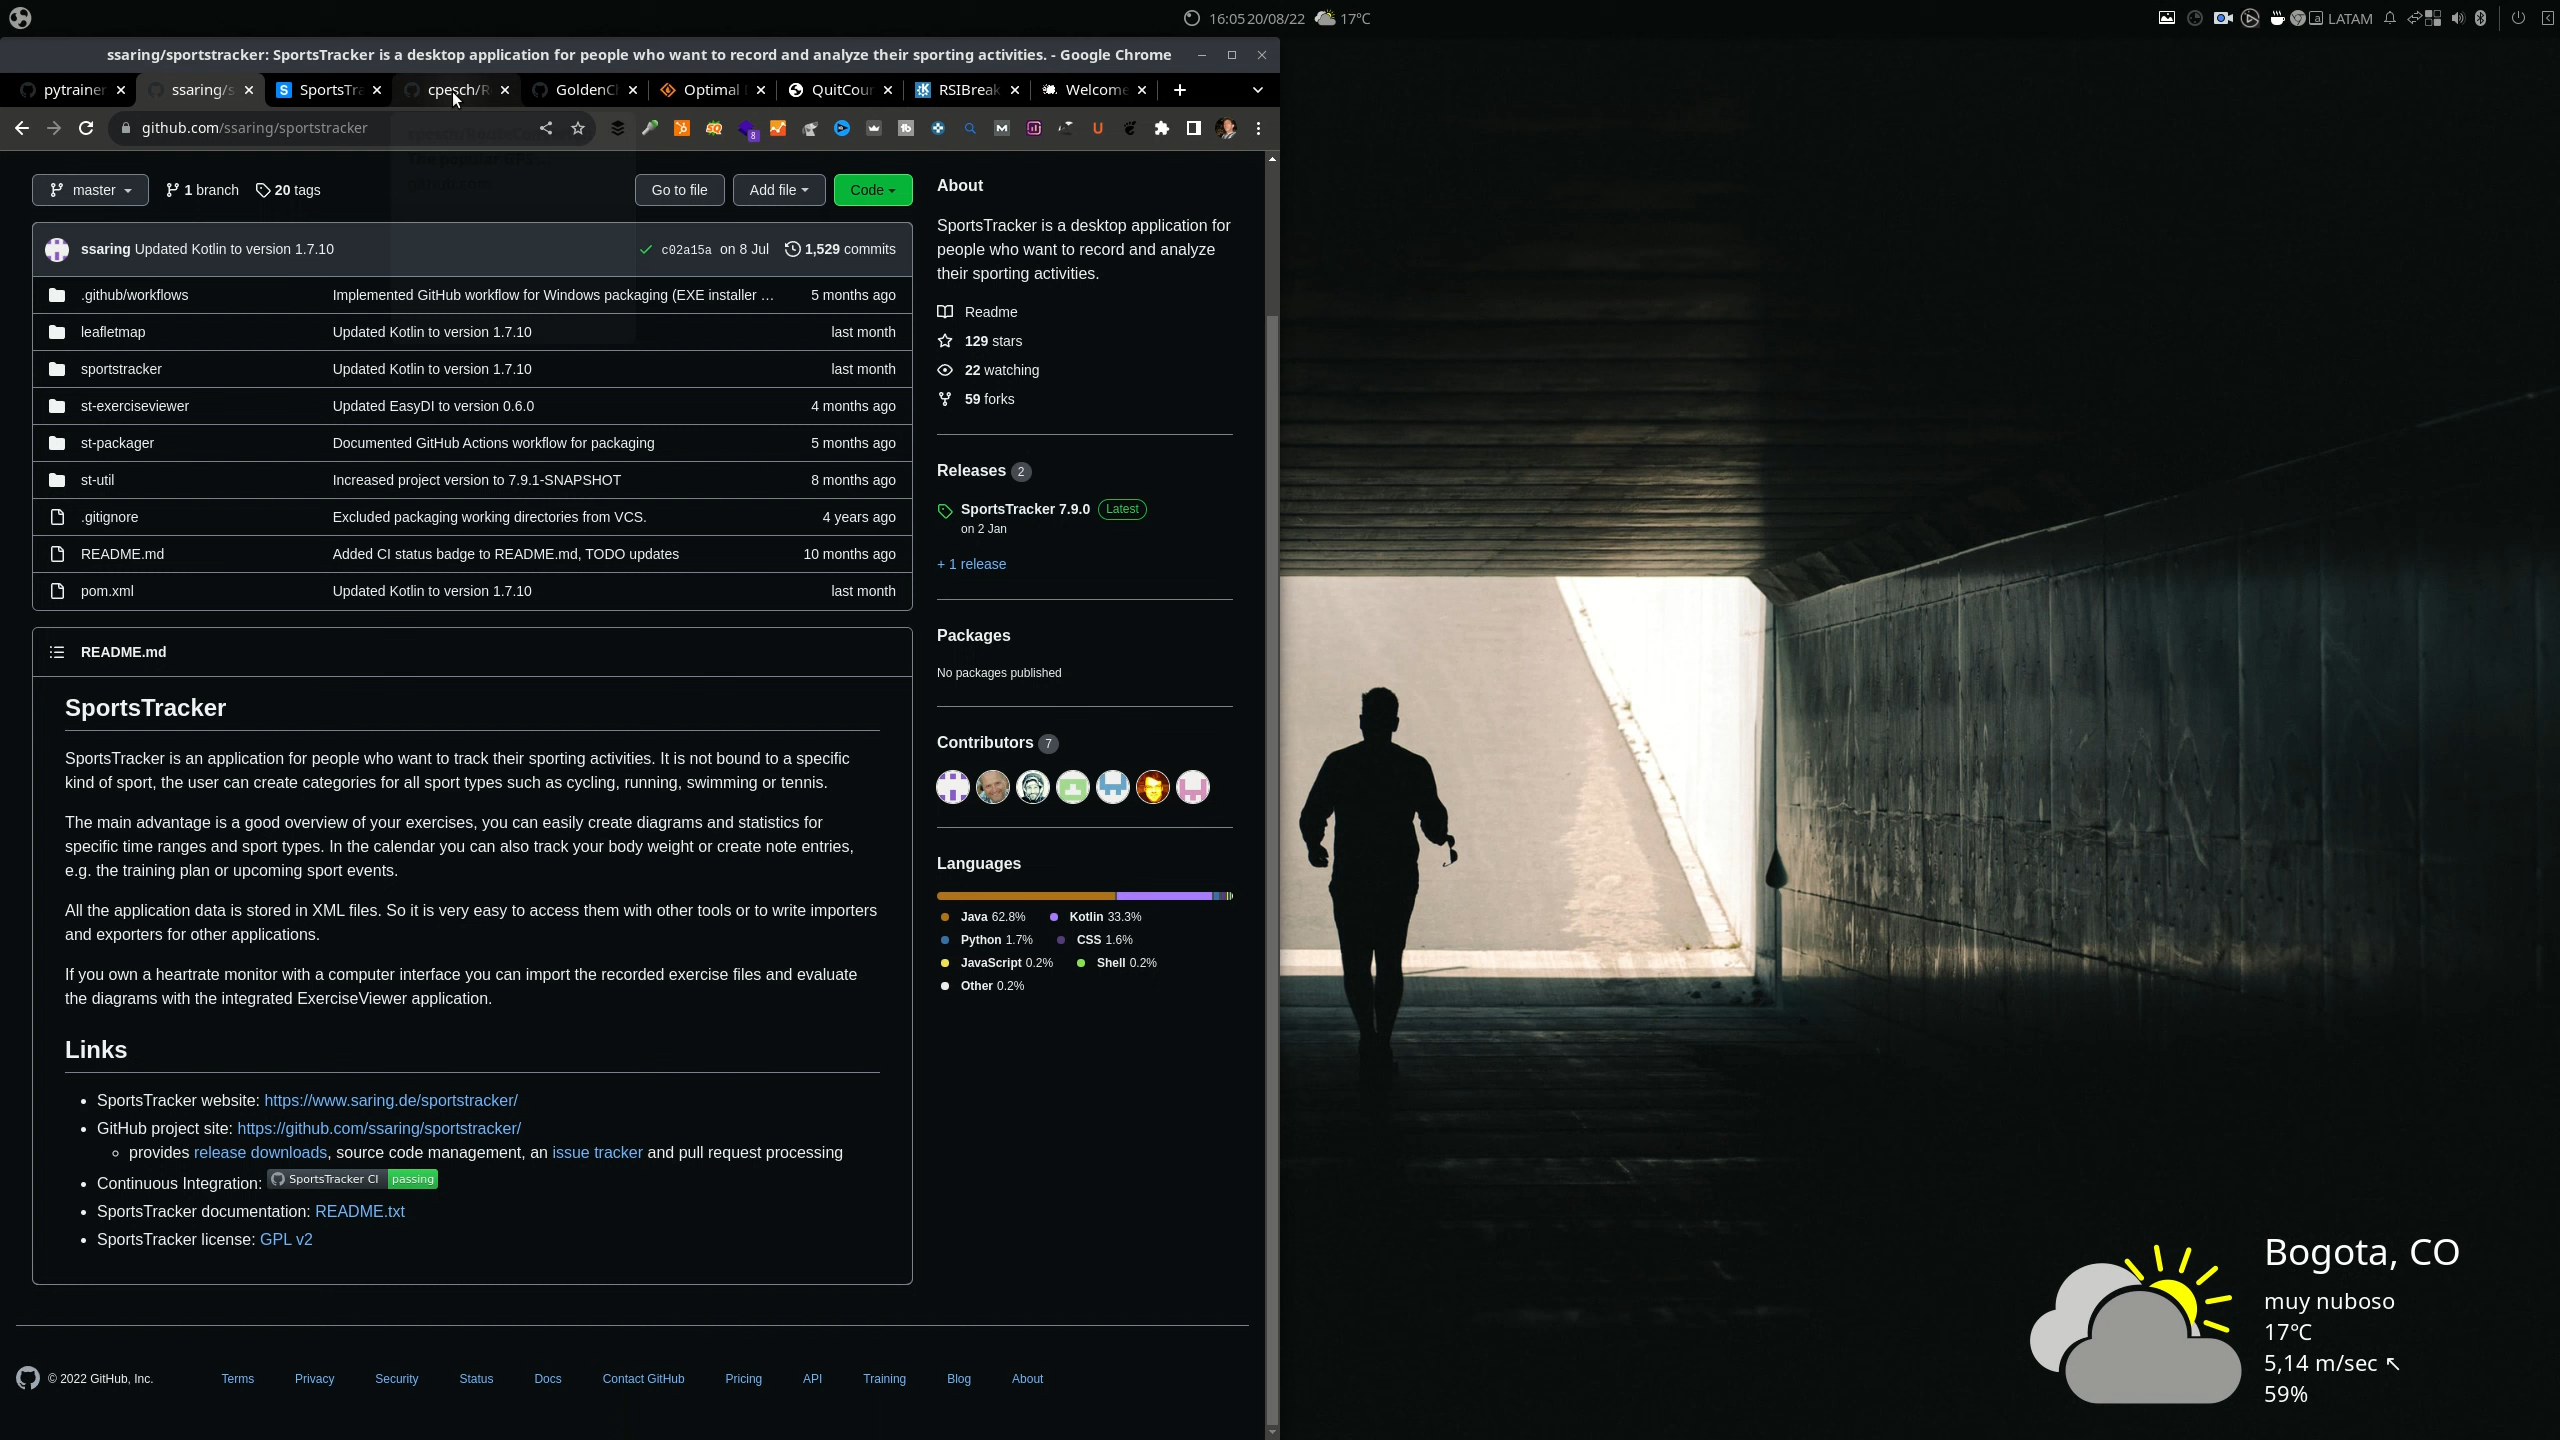 16:05 20/08/22 17°C
LATAM
ssaring/sportstracker: SportsTracker is a desktop application for people who want to record and analyze their sporting activities. - Google Chrome
pytrainer ssaring/s SportsTra cpesch/R GoldenCh Optimal QuitCour RSIBreak Welcome
github.com/ssaring/sportstracker
8
master 1 branch 20 tags Go to file Add file Code
ssaring Updated Kotlin to version 1.7.10 c02a15a on 8 Jul 1,529 commits
.github/workflows Implemented GitHub workflow for Windows packaging (EXE installer … 5 months ago
leafletmap Updated Kotlin to version 1.7.10 last month
sportstracker Updated Kotlin to version 1.7.10 last month
st-exerciseviewer Updated EasyDI to version 0.6.0 4 months ago
st-packager Documented GitHub Actions workflow for packaging 5 months ago
st-util Increased project version to 7.9.1-SNAPSHOT 8 months ago
.gitignore Excluded packaging working directories from VCS. 4 years ago
README.md Added CI status badge to README.md, TODO updates 10 months ago
pom.xml Updated Kotlin to version 1.7.10 last month
README.md
SportsTracker
SportsTracker is an application for people who want to track their sporting activities. It is not bound to a specific
kind of sport, the user can create categories for all sport types such as cycling, running, swimming or tennis.
The main advantage is a good overview of your exercises, you can easily create diagrams and statistics for
specific time ranges and sport types. In the calendar you can also track your body weight or create note entries,
e.g. the training plan or upcoming sport events.
All the application data is stored in XML files. So it is very easy to access them with other tools or to write importers
and exporters for other applications.
If you own a heartrate monitor with a computer interface you can import the recorded exercise files and evaluate
the diagrams with the integrated ExerciseViewer application.
Links
SportsTracker website: https://www.saring.de/sportstracker/
GitHub project site: https://github.com/ssaring/sportstracker/
provides release downloads, source code management, an issue tracker and pull request processing
Continuous Integration: SportsTracker CI passing
SportsTracker documentation: README.txt
SportsTracker license: GPL v2
About
SportsTracker is a desktop application for
people who want to record and analyze
their sporting activities.
Readme
129 stars
22 watching
59 forks
Releases 2
SportsTracker 7.9.0 Latest
on 2 Jan
+ 1 release
Packages
No packages published
Contributors 7
Languages
Java 62.8% Kotlin 33.3%
Python 1.7% CSS 1.6%
JavaScript 0.2% Shell 0.2%
Other 0.2%
© 2022 GitHub, Inc. Terms Privacy Security Status Docs Contact GitHub Pricing API Training Blog About
Bogota, CO
muy nuboso
17°C
5,14 m/sec ↖
59%